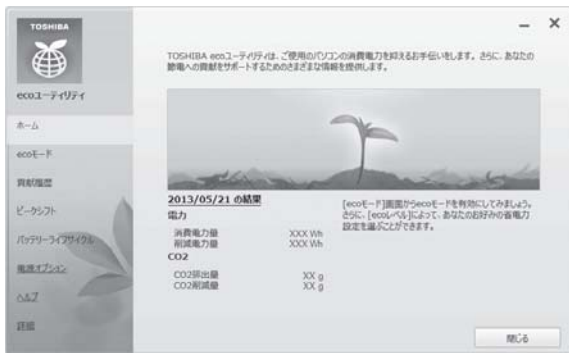 TOSHIBA
ecoユーティリティ
ホーム
ecoモード
貢献履歴
ピークシフト
バッテリーライフサイクル
電源オプション
ヘルプ
詳細
TOSHIBA ecoユーティリティは、ご使用のパソコンの消費電力を抑えるお手伝いをします。さらに、あなたの
節電への貢献をサポートするためのさまざまな情報を提供します。
2013/05/21 の結果
電力
消費電力量 XXX Wh
削減電力量 XXX Wh
CO2
CO2排出量 XX g
CO2削減量 XX g
[ecoモード]画面からecoモードを有効にしてみましょう。
さらに、[ecoレベル]によって、あなたのお好みの省電力
設定を選ぶことができます。
閉じる